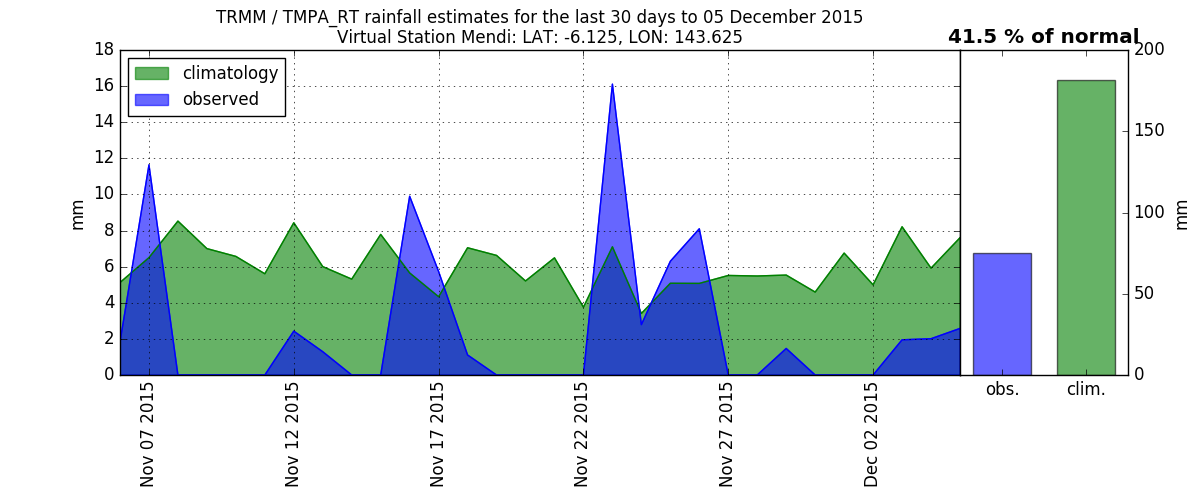 TRMM / TMPA_RT rainfall estimates for the last 30 days to 05 December 2015
Virtual Station Mendi: LAT: -6.125, LON: 143.625
41.5 % of normal
climatology
observed
mm
18
16
14
12
10
8
6
4
2
0
Nov 07 2015
Nov 12 2015
Nov 17 2015
Nov 22 2015
Nov 27 2015
Dec 02 2015
obs.
clim.
200
150
100
50
0
mm